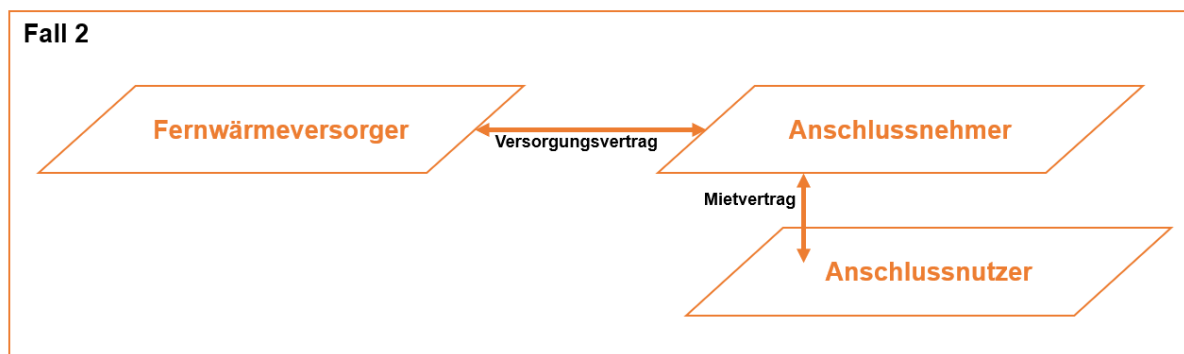 Fall 2
Fernwärmeversorger
Versorgungsvertrag
Anschlussnehmer
Mietvertrag
Anschlussnutzer